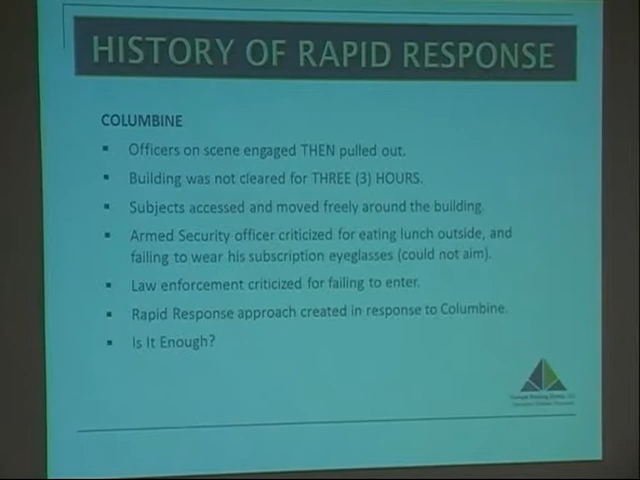 HISTORY OF RAPID RESPONSE
COLUMBINE
▪ Officers on scene engaged THEN pulled out.
▪ Building was not cleared for THREE (3) HOURS.
▪ Subjects accessed and moved freely around the building.
▪ Armed Security officer criticized for eating lunch outside, and
failing to wear his subscription eyeglasses (could not aim).
▪ Law enforcement criticized for failing to enter.
▪ Rapid Response approach created in response to Columbine.
▪ Is It Enough?